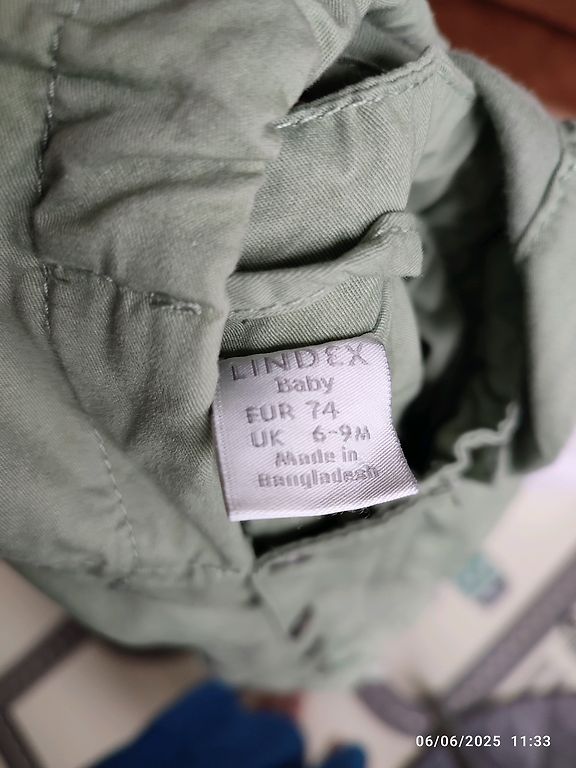 LINDEX
Baby
EUR 74
UK 6-9M
Made in
Bangladesh
06/06/2025 11:33